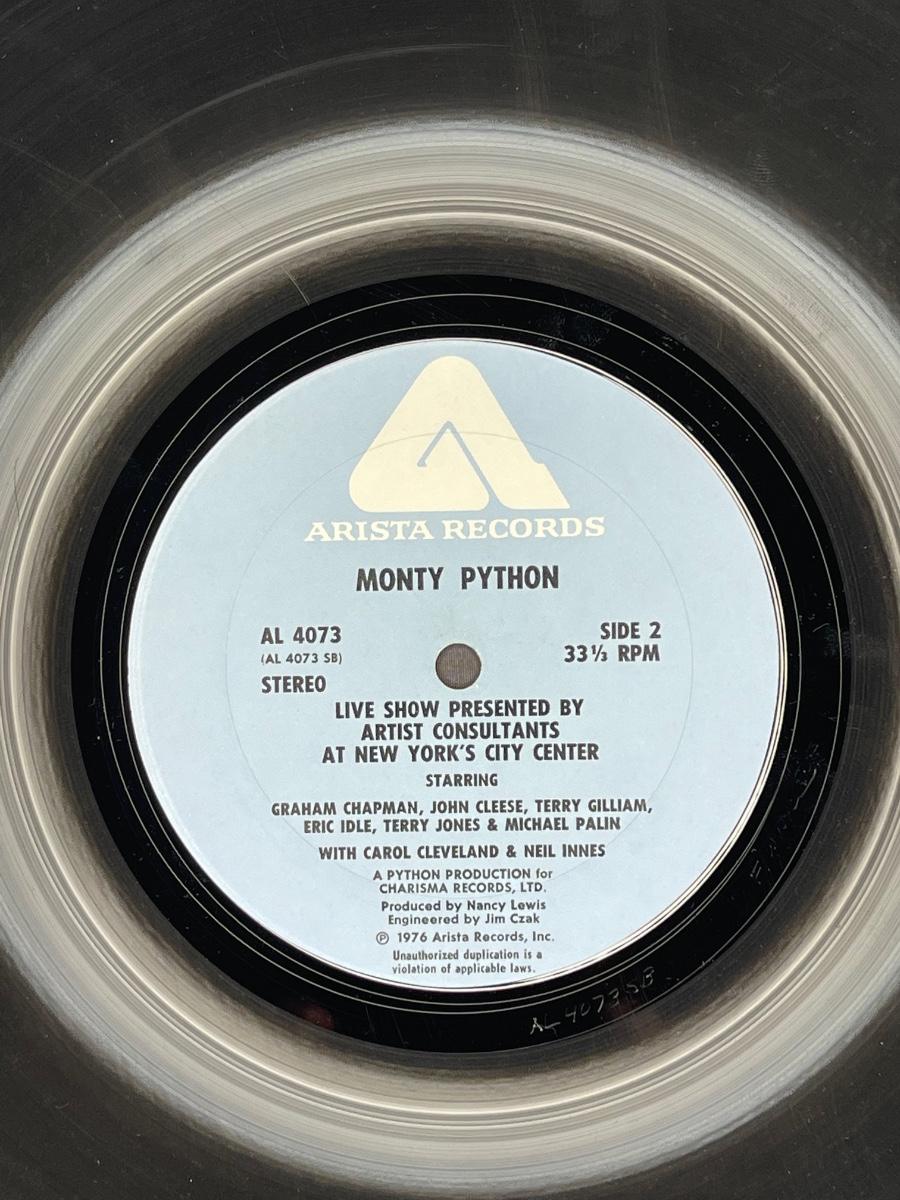 ARISTA RECORDS
MONTY PYTHON
AL 4073
(AL 4073 SB)
STEREO
SIDE 2
33⅓ RPM
LIVE SHOW PRESENTED BY
ARTIST CONSULTANTS
AT NEW YORK'S CITY CENTER
STARRING
GRAHAM CHAPMAN, JOHN CLEESE, TERRY GILLIAM,
ERIC IDLE, TERRY JONES & MICHAEL PALIN
WITH CAROL CLEVELAND & NEIL INNES
A PYTHON PRODUCTION for
CHARISMA RECORDS, LTD.
Produced by Nancy Lewis
Engineered by Jim Czak
℗ 1976 Arista Records, Inc.
Unauthorized duplication is a
violation of applicable laws.
AL 4073 SB